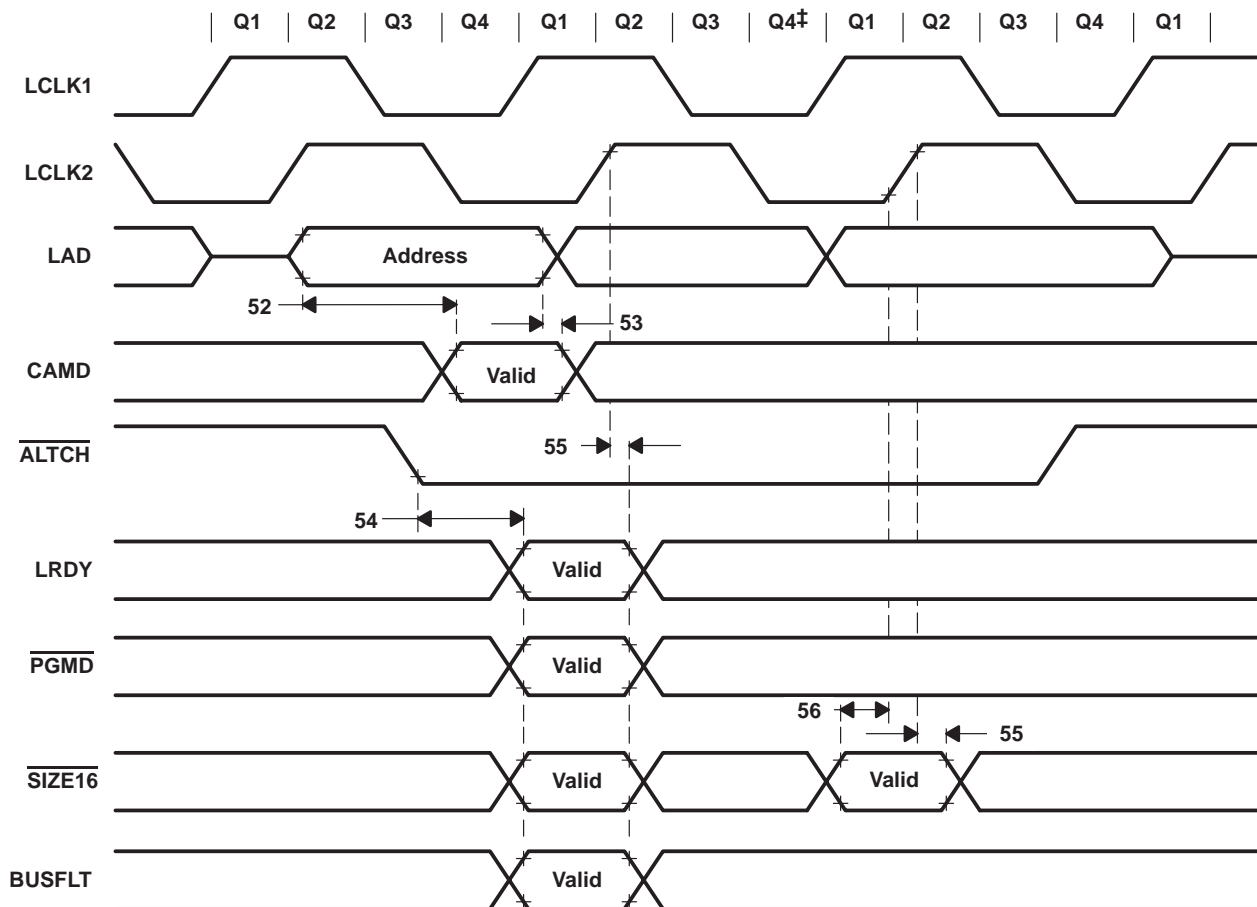 Q1 Q2 Q3 Q4 Q1 Q2 Q3 Q4‡ Q1 Q2 Q3 Q4 Q1
LCLK1
LCLK2
LAD Address
52
53
CAMD Valid
ALTCH
55
54
LRDY Valid
PGMD Valid
56
55
SIZE16 Valid Valid
BUSFLT Valid